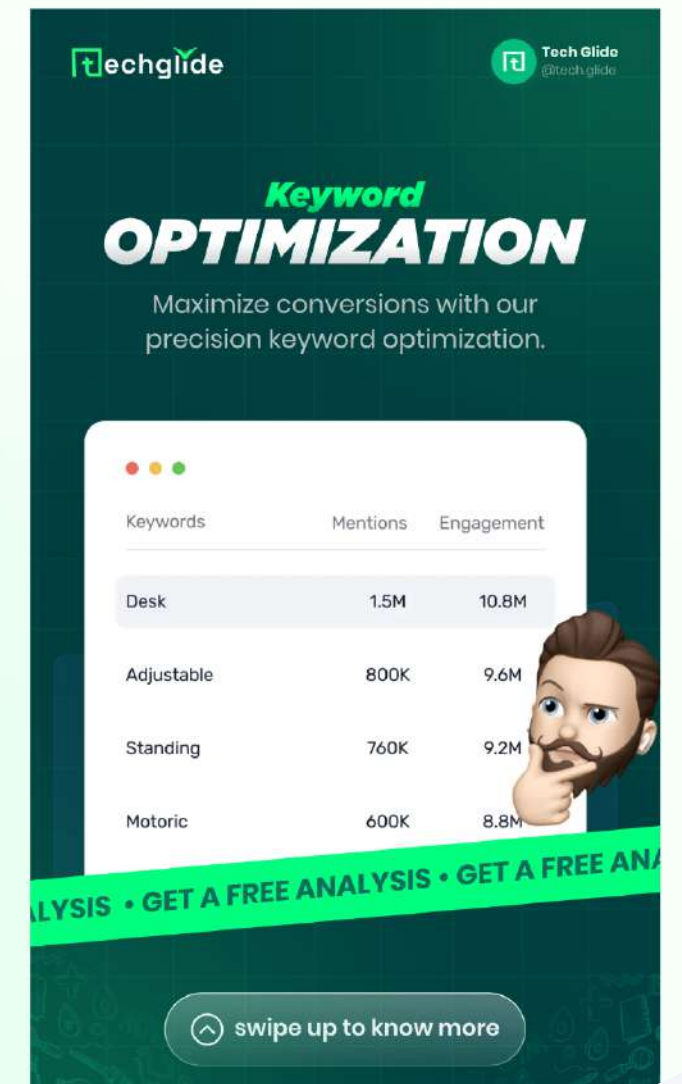 techglide
Tech Glide
@tech.glide
Keyword
OPTIMIZATION
Maximize conversions with our
precision keyword optimization.
Keywords Mentions Engagement
Desk 1.5M 10.8M
Adjustable 800K 9.6M
Standing 760K 9.2M
Motoric 600K 8.8M
ALYSIS • GET A FREE ANALYSIS • GET A FREE ANA
swipe up to know more